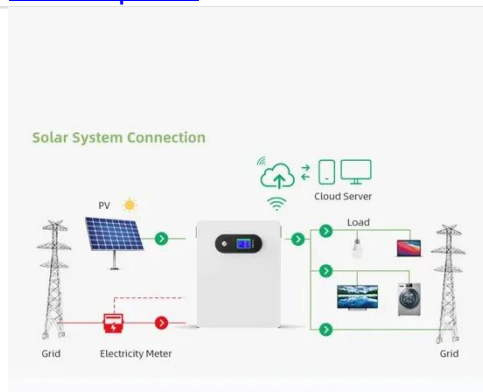 Solar System Connection
Cloud Server
PV
Load
Grid
Electricity Meter
Grid